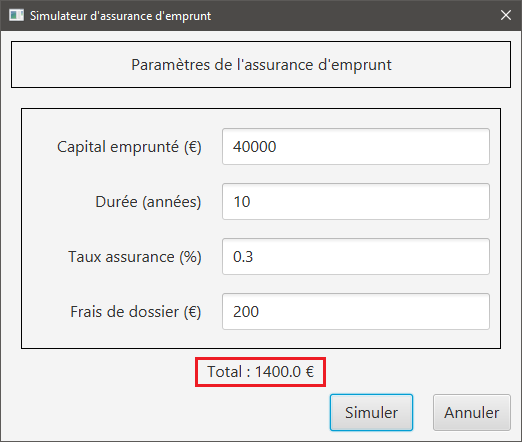 Simulateur d'assurance d'emprunt
Paramètres de l'assurance d'emprunt
Capital emprunté (€) 40000
Durée (années) 10
Taux assurance (%) 0.3
Frais de dossier (€) 200
Total : 1400.0 €
Simuler Annuler